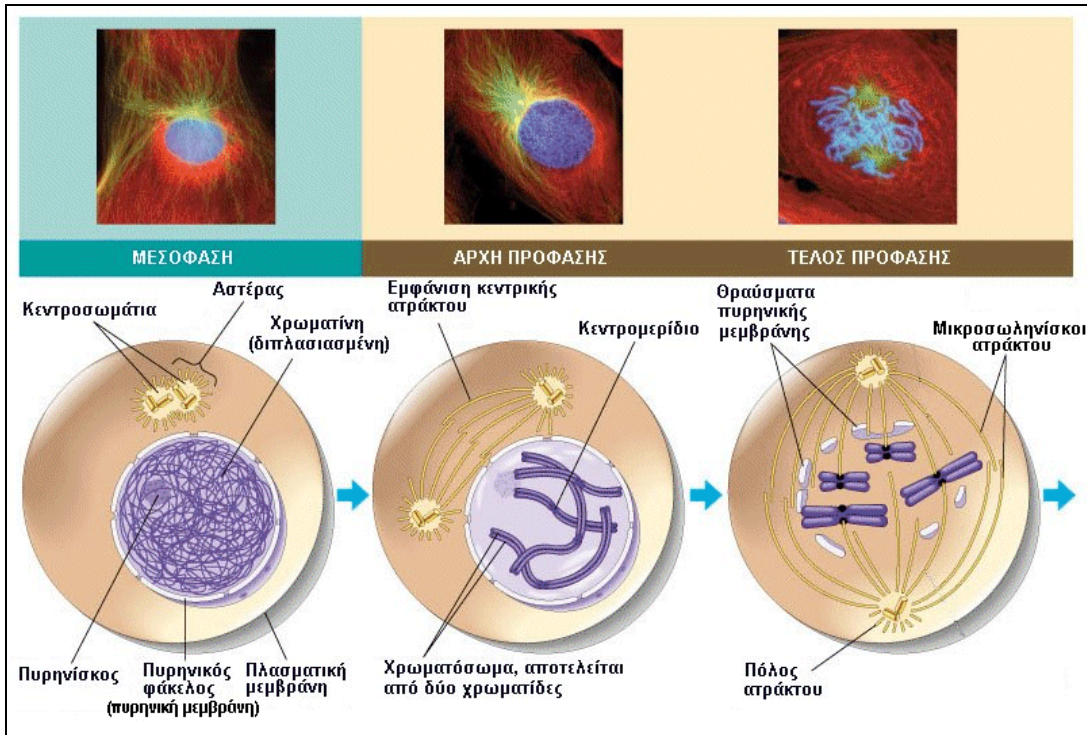 ΜΕΣΟΦΑΣΗ
ΑΡΧΗ ΠΡΟΦΑΣΗΣ
ΤΕΛΟΣ ΠΡΟΦΑΣΗΣ
Κεντροσωμάτια
Αστέρας
Χρωματίνη
(διπλασιασμένη)
Πυρηνίσκος
Πυρηνικός
φάκελος
(πυρηνική μεμβράνη)
Πλασματική
μεμβράνη
Εμφάνιση κεντρικής
ατράκτου
Κεντρομερίδιο
Χρωματόσωμα, αποτελείται
από δύο χρωματίδες
Θραύσματα
πυρηνικής
μεμβράνης
Μικροσωληνίσκοι
ατράκτου
Πόλος
ατράκτου